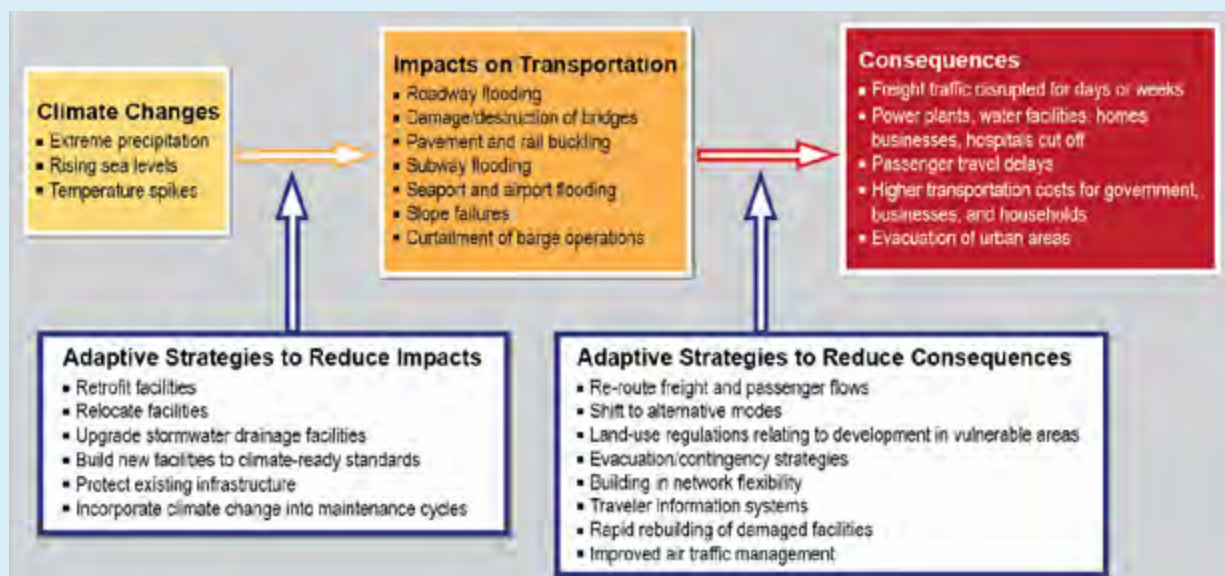 Climate Changes
▪ Extreme precipitation
▪ Rising sea levels
▪ Temperature spikes
Impacts on Transportation
▪ Roadway flooding
▪ Damage/destruction of bridges
▪ Pavement and rail buckling
▪ Subway flooding
▪ Seaport and airport flooding
▪ Slope failures
▪ Curtailment of barge operations
Consequences
▪ Freight traffic disrupted for days or weeks
▪ Power plants, water facilities, homes
businesses, hospitals cut off
▪ Passenger travel delays
▪ Higher transportation costs for government,
businesses, and households
▪ Evacuation of urban areas
Adaptive Strategies to Reduce Impacts
▪ Retrofit facilities
▪ Relocate facilities
▪ Upgrade stormwater drainage facilities
▪ Build new facilities to climate-ready standards
▪ Protect existing infrastructure
▪ Incorporate climate change into maintenance cycles
Adaptive Strategies to Reduce Consequences
▪ Re-route freight and passenger flows
▪ Shift to alternative modes
▪ Land-use regulations relating to development in vulnerable areas
▪ Evacuation/contingency strategies
▪ Building in network flexibility
▪ Traveler information systems
▪ Rapid rebuilding of damaged facilities
▪ Improved air traffic management